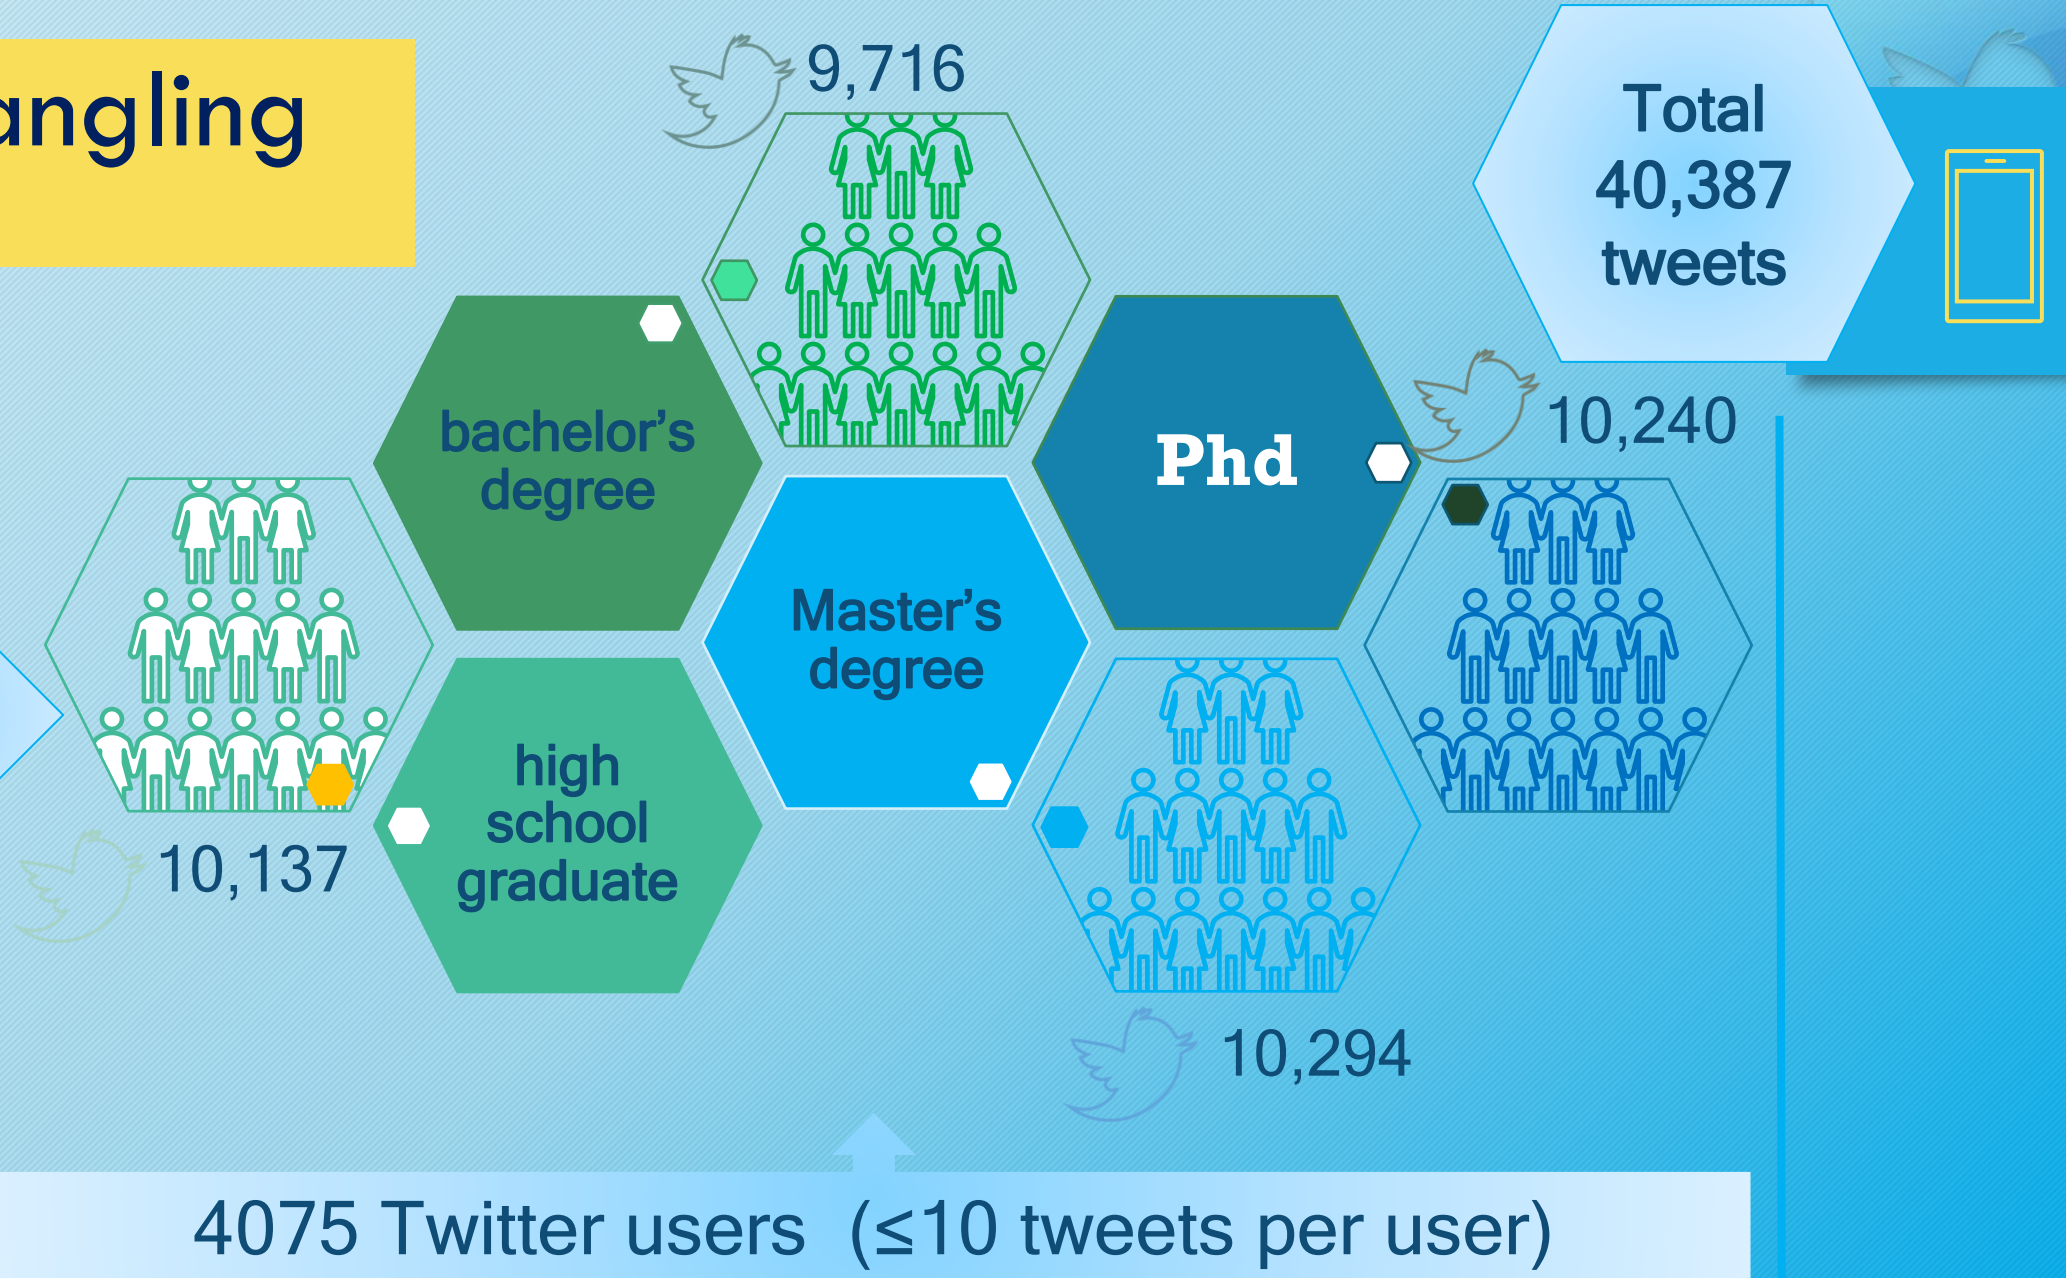 9,716
Total
40,387
tweets
bachelor's
degree
Phd
10,240
Master's
degree
high
school
graduate
10,137
10,294
4075 Twitter users (≤10 tweets per user)